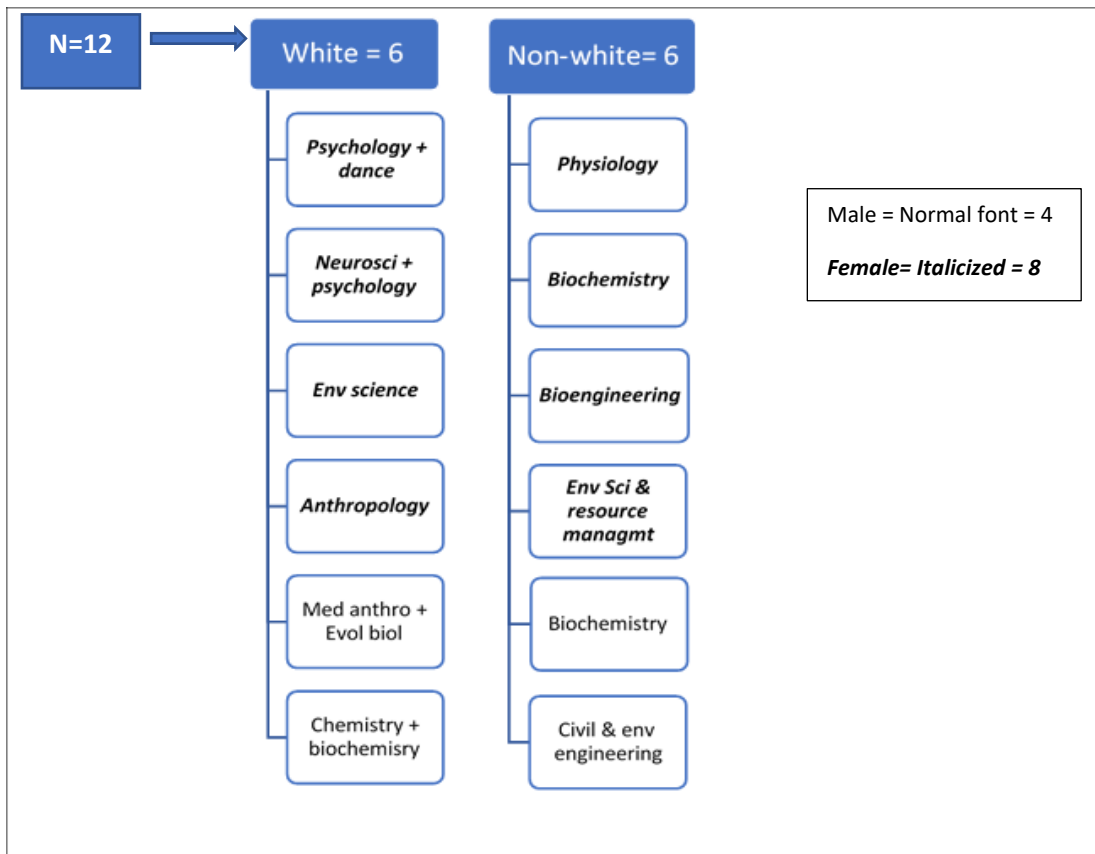 N=12
White = 6
Psychology +
dance
Neurosci +
psychology
Env science
Anthropology
Med anthro +
Evol biol
Chemistry +
biochemisry
Non-white= 6
Physiology
Biochemistry
Bioengineering
Env Sci &
resource
managmt
Biochemistry
Civil & env
engineering
Male = Normal font = 4
Female= Italicized = 8